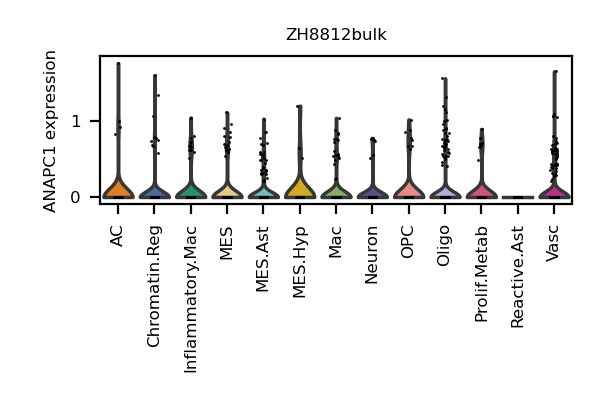 ZH8812bulk
ANAPC1 expression
1
0
AC
Chromatin.Reg
Inflammatory.Mac
MES
MES.Ast
MES.Hyp
Mac
Neuron
OPC
Oligo
Prolif.Metab
Reactive.Ast
Vasc